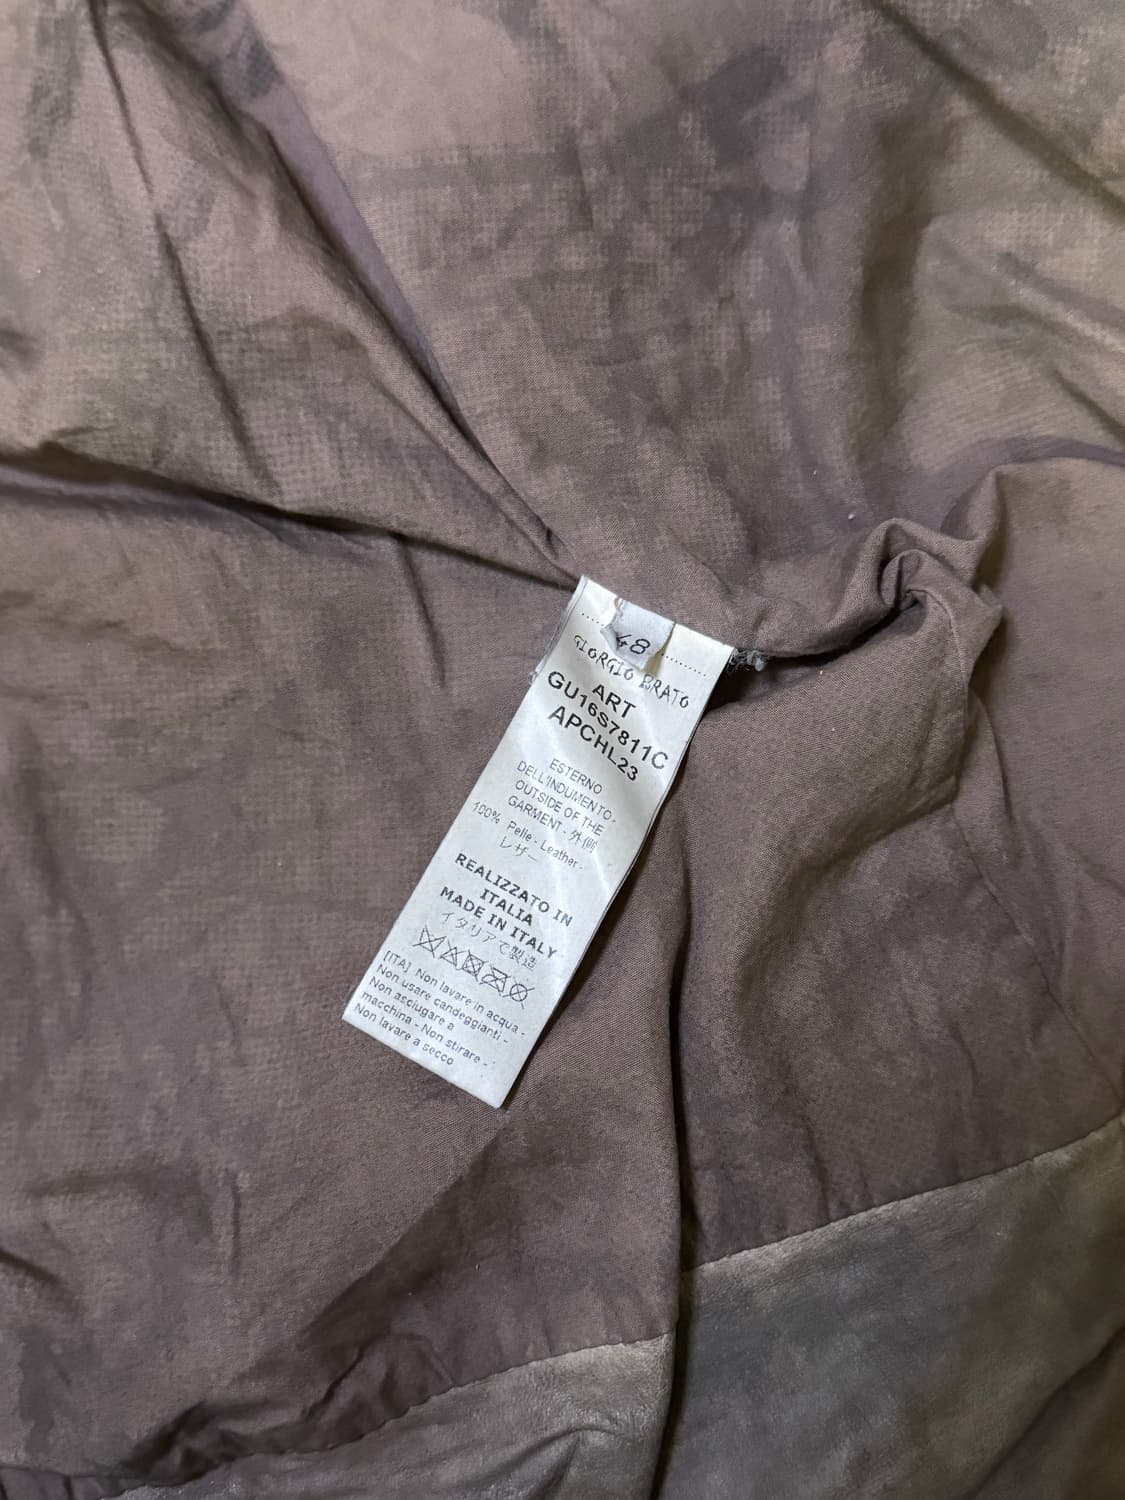 48
GIORGIO BRATO
ART
GU16S7811C
APCHL23
ESTERNO
DELL'INDUMENTO-
OUTSIDE OF THE
GARMENT - 外側
100% Pelle - Leather -
レザー
REALIZZATO IN
ITALIA
MADE IN ITALY
イタリアで製造
[ITA] Non lavare in acqua -
Non usare candeggianti -
Non asciugare a
macchina - Non stirare -
Non lavare a secco